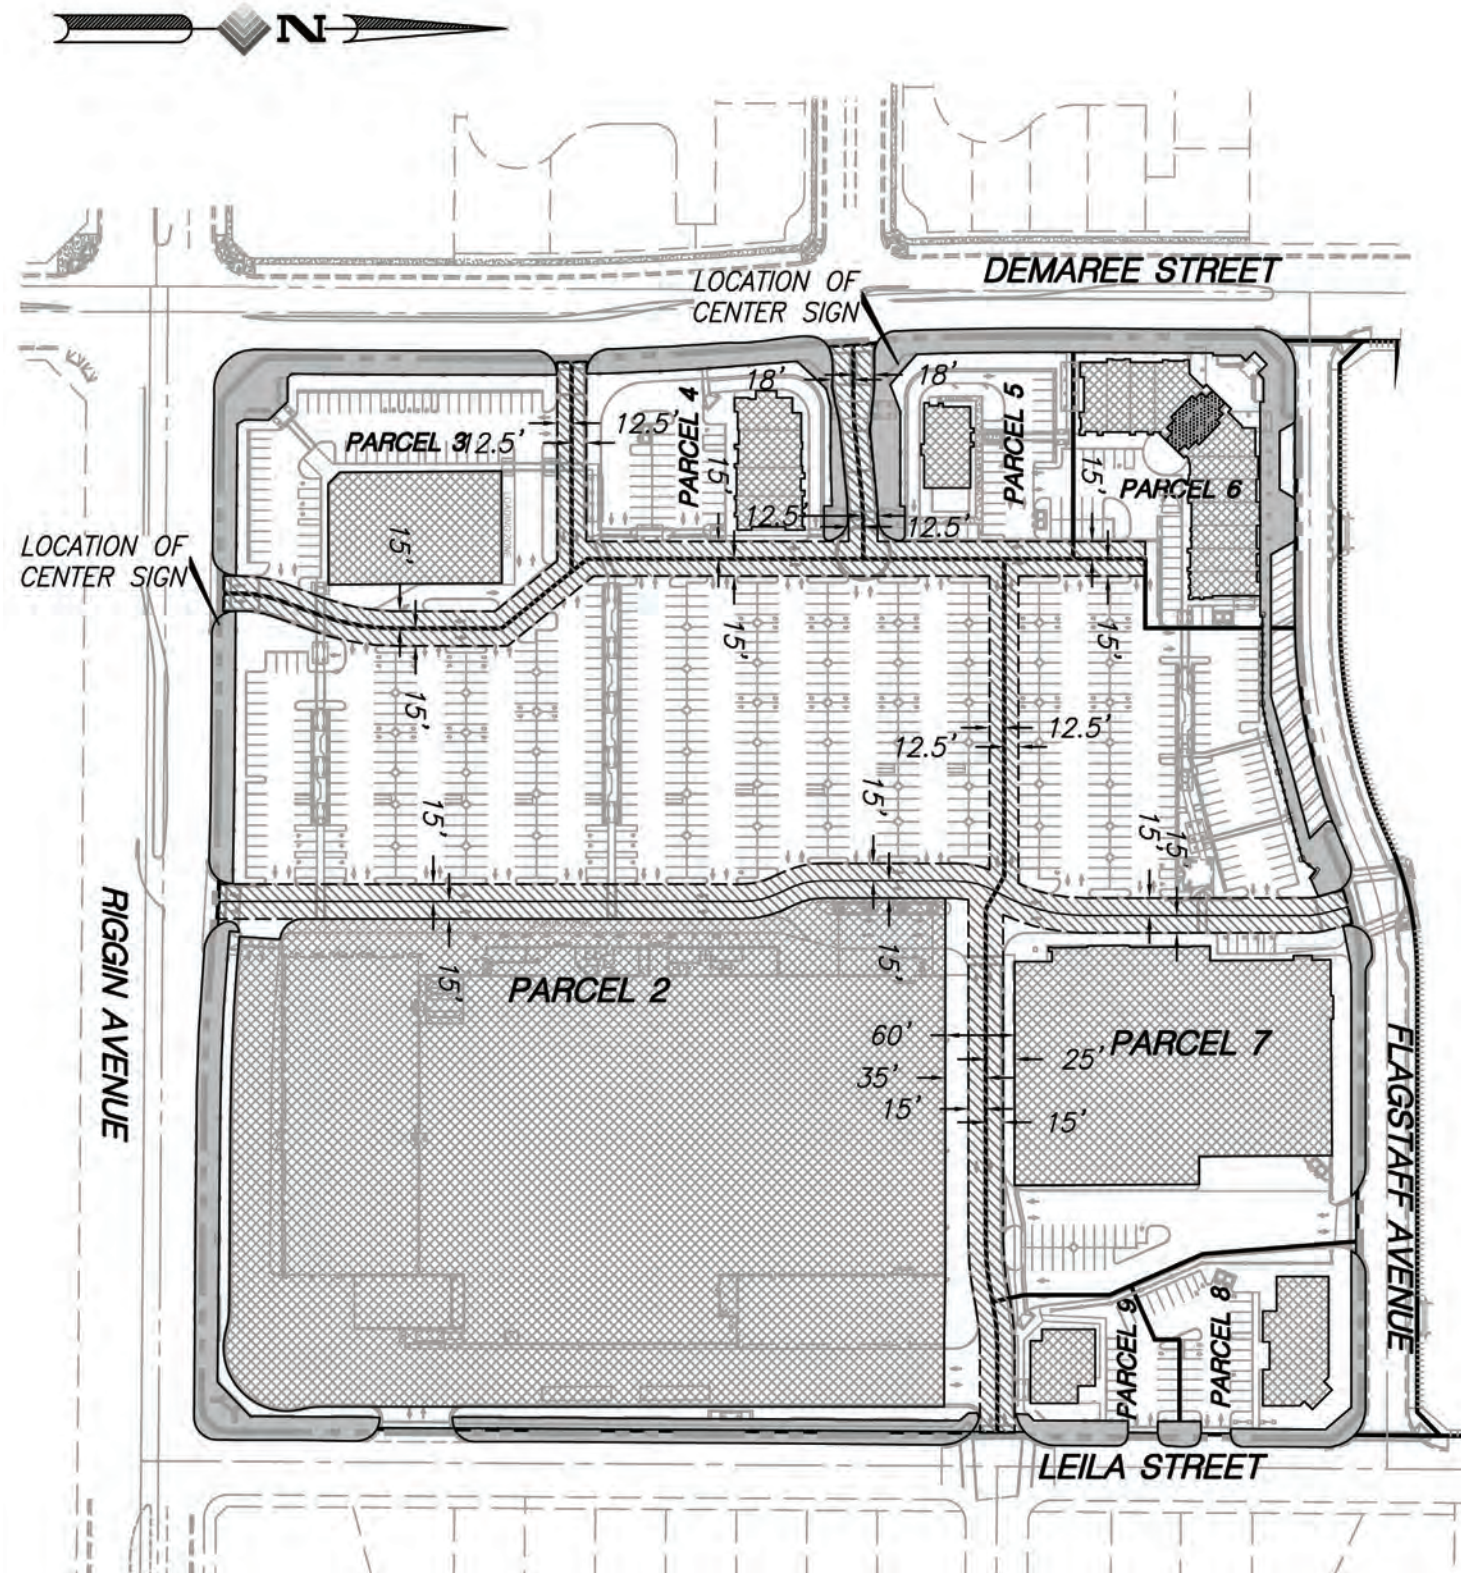 N
DEMAREE STREET
LOCATION OF
CENTER SIGN
18'
18'
12.5'
PARCEL 3
12.5'
PARCEL 4
15'
PARCEL 5
15'
PARCEL 6
12.5'
12.5'
LOCATION OF
CENTER SIGN
15'
LOADING ZONE
15'
15'
15'
12.5'
12.5'
15'
15'
15'
15'
RIGGIN AVENUE
15'
15'
PARCEL 2
60'
PARCEL 7
25'
35'
15'
15'
FLAGSTAFF AVENUE
PARCEL 9
PARCEL 8
LEILA STREET